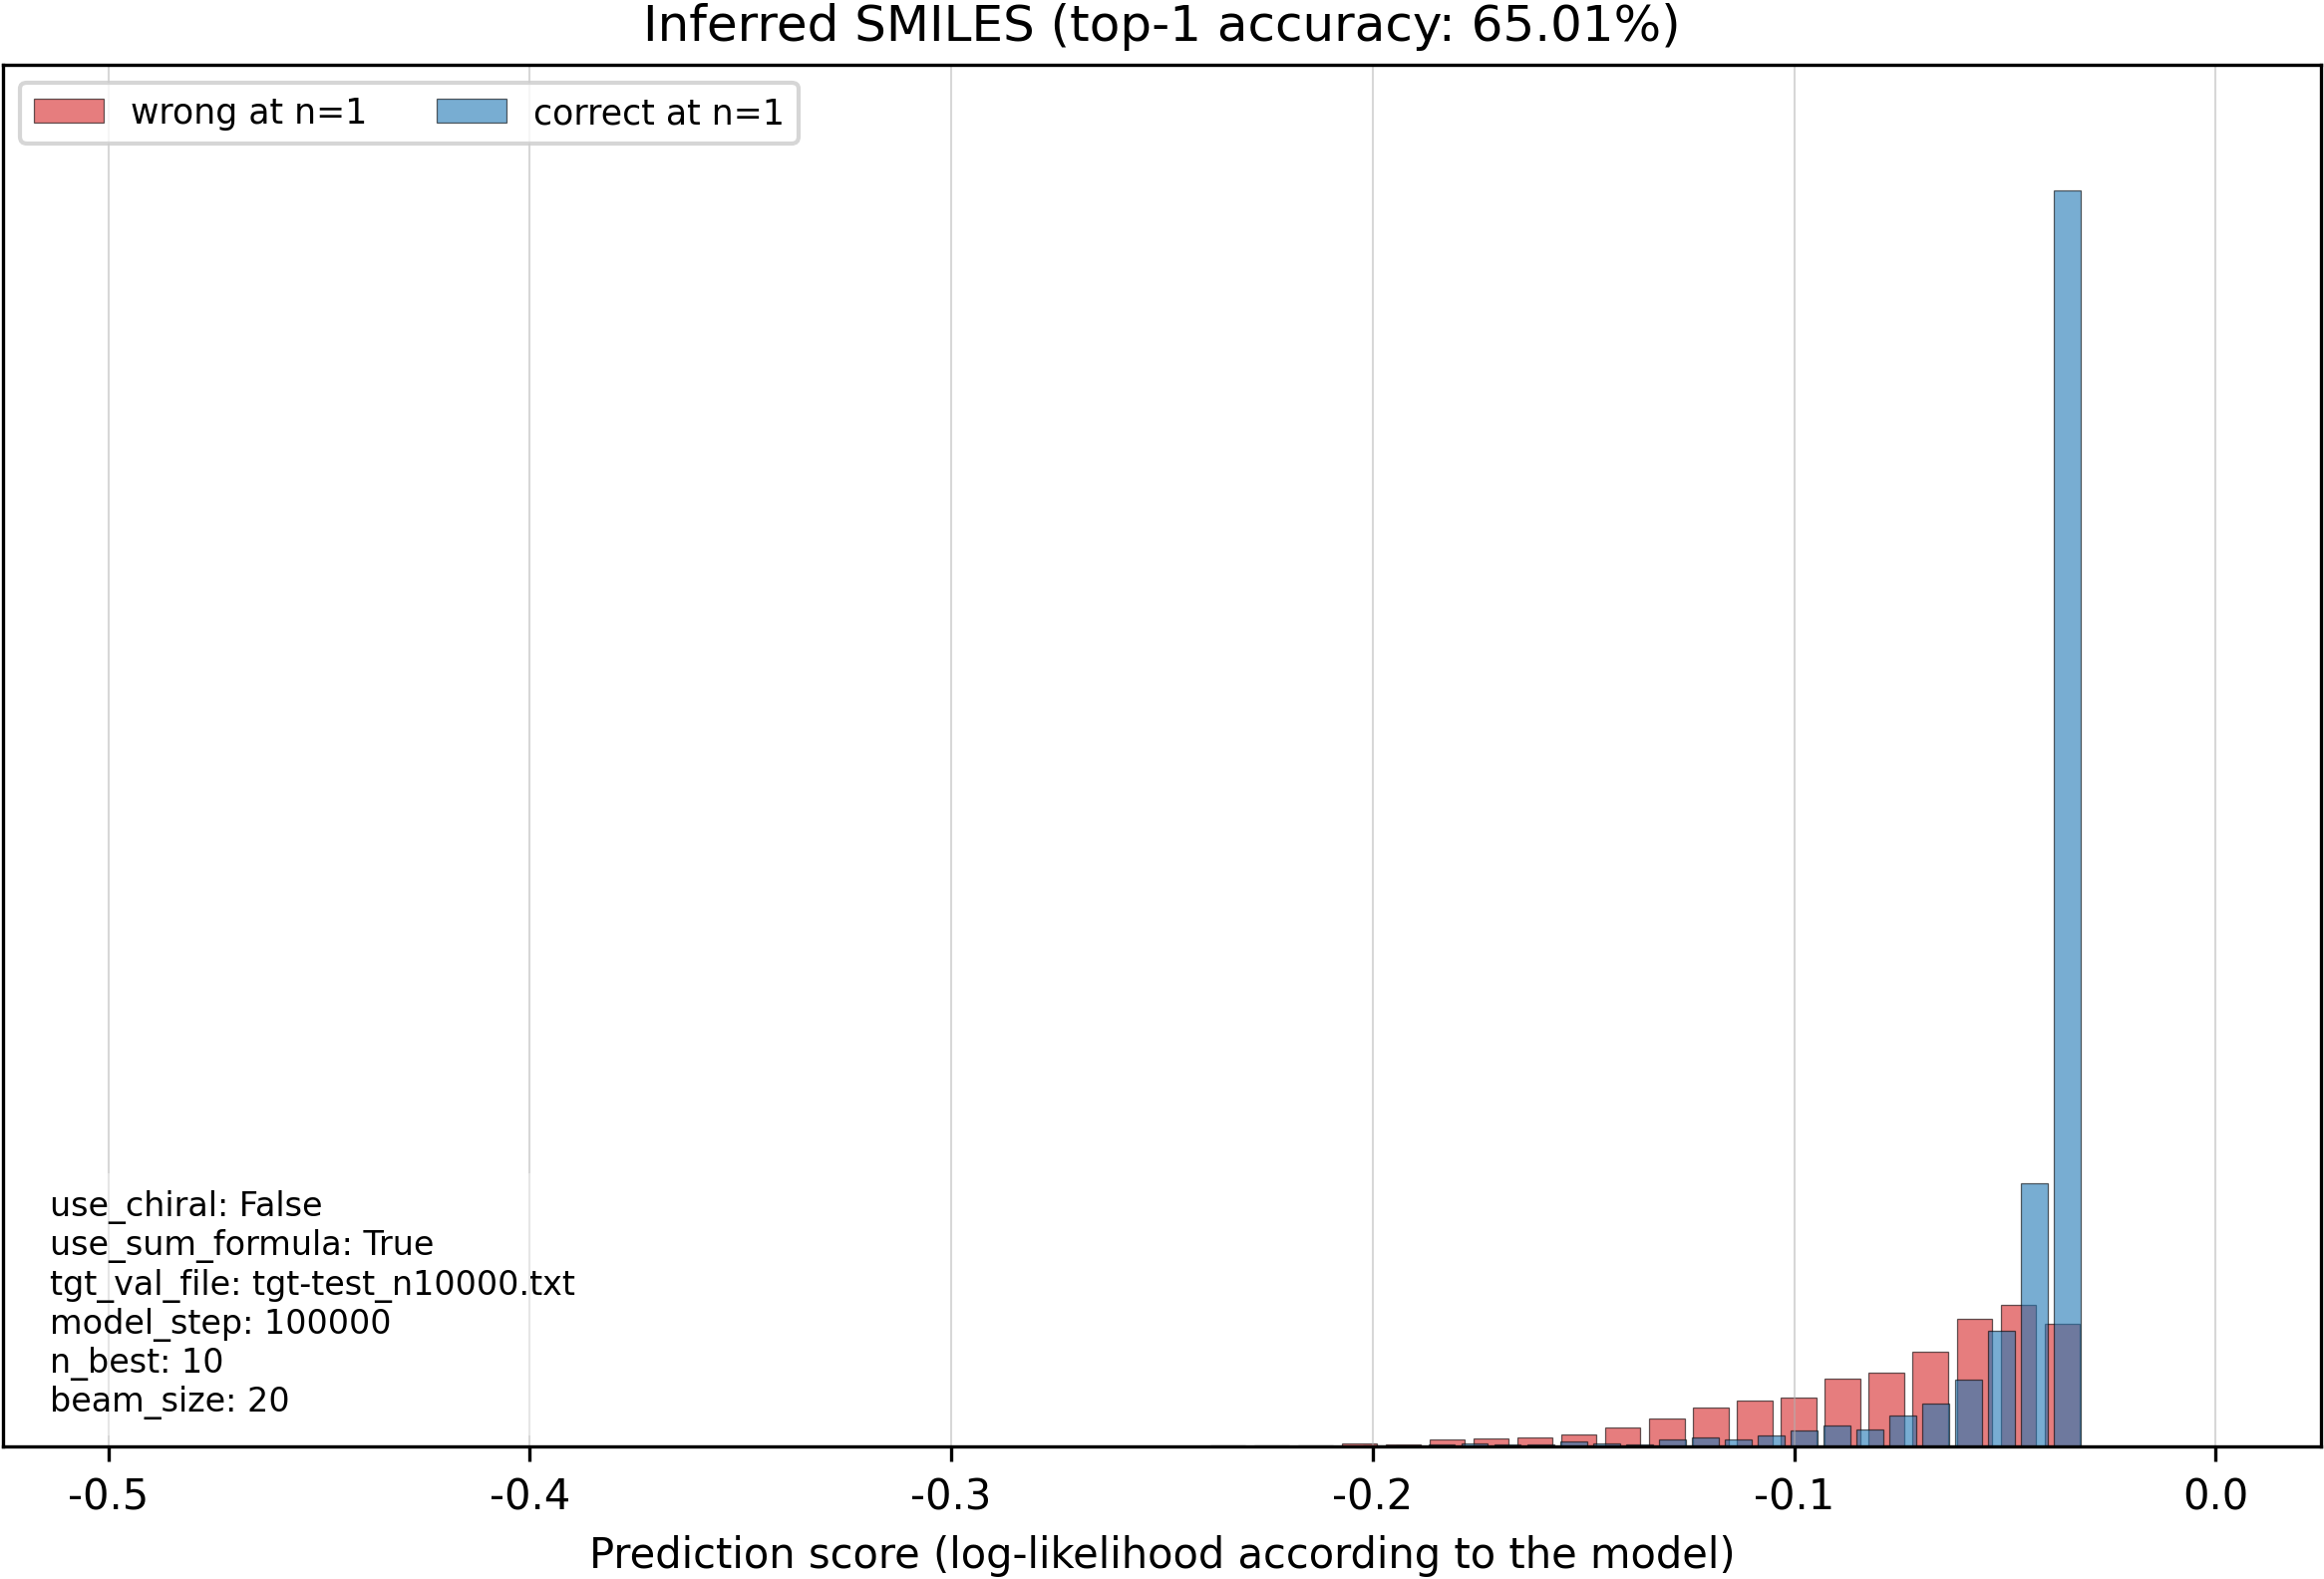 Inferred SMILES (top-1 accuracy: 65.01%)
wrong at n=1 correct at n=1
use_chiral: False
use_sum_formula: True
tgt_val_file: tgt-test_n10000.txt
model_step: 100000
n_best: 10
beam_size: 20
-0.5 -0.4 -0.3 -0.2 -0.1 0.0
Prediction score (log-likelihood according to the model)